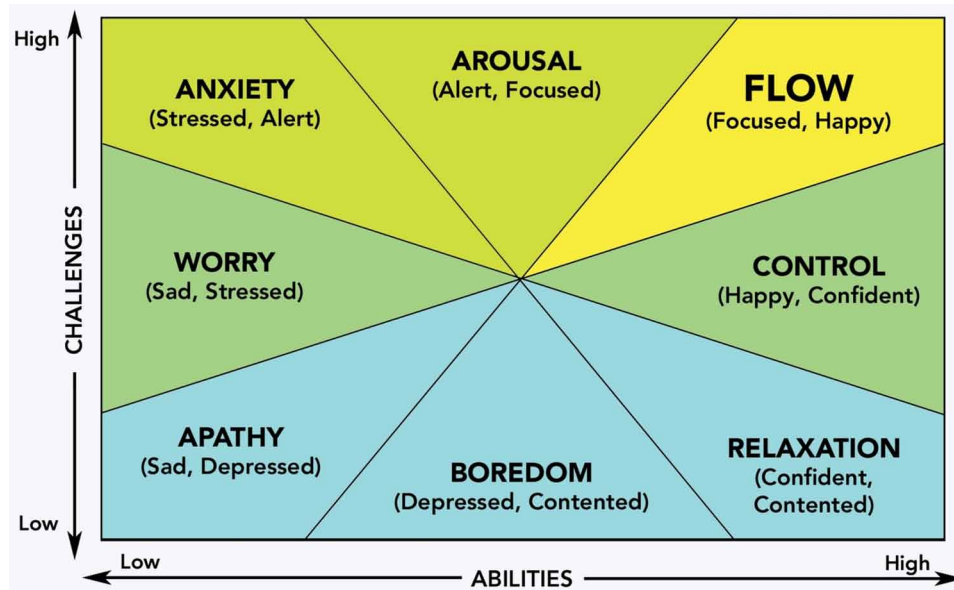 High
ANXIETY
(Stressed, Alert)
AROUSAL
(Alert, Focused)
FLOW
(Focused, Happy)
WORRY
(Sad, Stressed)
CONTROL
(Happy, Confident)
CHALLENGES
APATHY
(Sad, Depressed)
BOREDOM
(Depressed, Contented)
RELAXATION
(Confident,
Contented)
Low
Low
High
ABILITIES